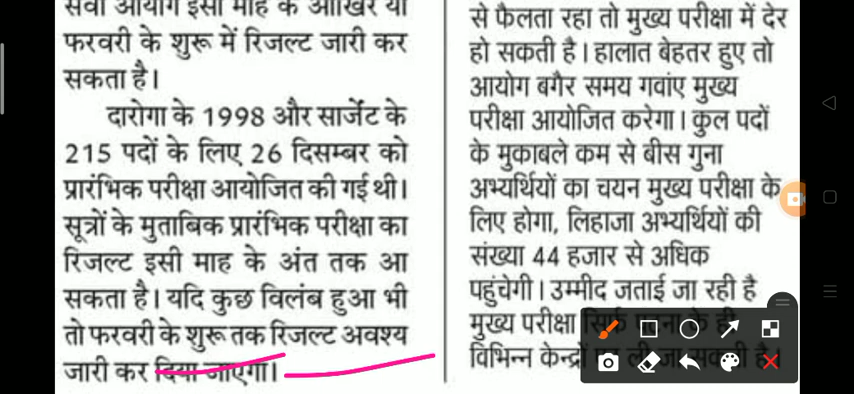 सेवा आयोग इसी माह के आखिर या
फरवरी के शुरू में रिजल्ट जारी कर
सकता है।
दारोगा के 1998 और सार्जेंट के
215 पदों के लिए 26 दिसम्बर को
प्रारंभिक परीक्षा आयोजित की गई थी।
सूत्रों के मुताबिक प्रारंभिक परीक्षा का
रिजल्ट इसी माह के अंत तक आ
सकता है। यदि कुछ विलंब हुआ भी
तो फरवरी के शुरू तक रिजल्ट अवश्य
जारी कर दिया जाएगा।
से फैलता रहा तो मुख्य परीक्षा में देर
हो सकती है। हालात बेहतर हुए तो
आयोग बगैर समय गवांए मुख्य
परीक्षा आयोजित करेगा। कुल पदों
के मुकाबले कम से बीस गुना
अभ्यर्थियों का चयन मुख्य परीक्षा के
लिए होगा, लिहाजा अभ्यर्थियों की
संख्या 44 हजार से अधिक
पहुंचेगी। उम्मीद जताई जा रही है
मुख्य परीक्षा सिर्फ पटना के ही
विभिन्न केन्द्रों पर ली जा सकती है।